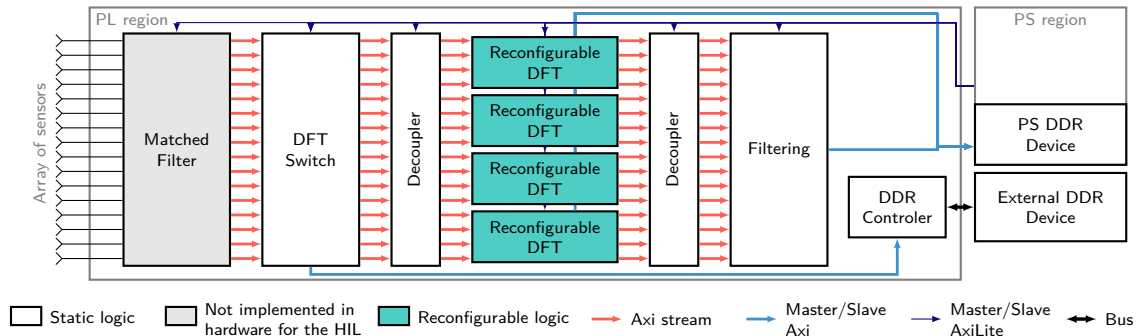 PL region
PS region
Array of sensors
Matched
Filter
DFT
Switch
Decoupler
Reconfigurable
DFT
Reconfigurable
DFT
Reconfigurable
DFT
Reconfigurable
DFT
Decoupler
Filtering
PS DDR
Device
DDR
Controler
External DDR
Device
Static logic
Not implemented in
hardware for the HIL
Reconfigurable logic
Axi stream
Master/Slave
Axi
Master/Slave
AxiLite
Bus